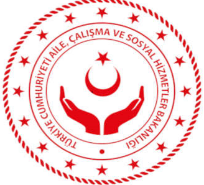 TÜRKİYE CUMHURİYETİ AİLE, ÇALIŞMA VE SOSYAL HİZMETLER BAKANLIĞI